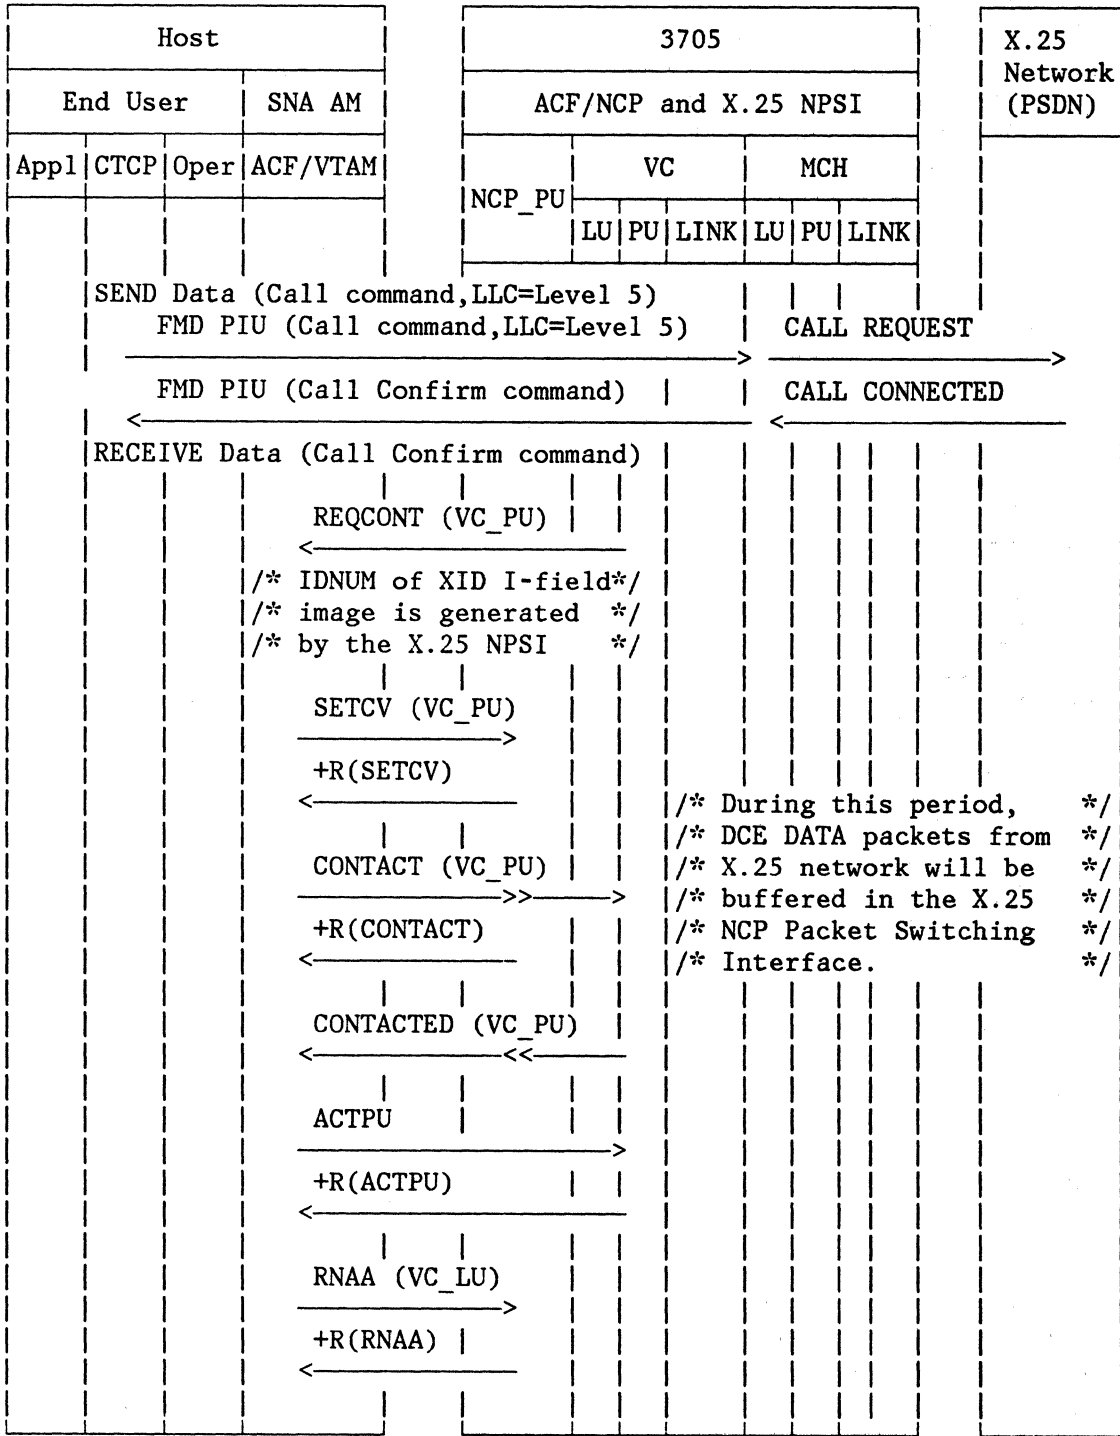 Host 3705 X.25
Network
End User SNA AM ACF/NCP and X.25 NPSI (PSDN)
Appl CTCP Oper ACF/VTAM VC MCH
NCP_PU
LU PU LINK LU PU LINK
SEND Data (Call command,LLC=Level 5)
FMD PIU (Call command,LLC=Level 5) CALL REQUEST
FMD PIU (Call Confirm command) CALL CONNECTED
RECEIVE Data (Call Confirm command)
REQCONT (VC_PU)
/* IDNUM of XID I-field*/
/* image is generated */
/* by the X.25 NPSI */
SETCV (VC_PU)
+R(SETCV)
/* During this period, */
/* DCE DATA packets from */
CONTACT (VC_PU) /* X.25 network will be */
/* buffered in the X.25 */
+R(CONTACT) /* NCP Packet Switching */
/* Interface. */
CONTACTED (VC_PU)
ACTPU
+R(ACTPU)
RNAA (VC_LU)
+R(RNAA)